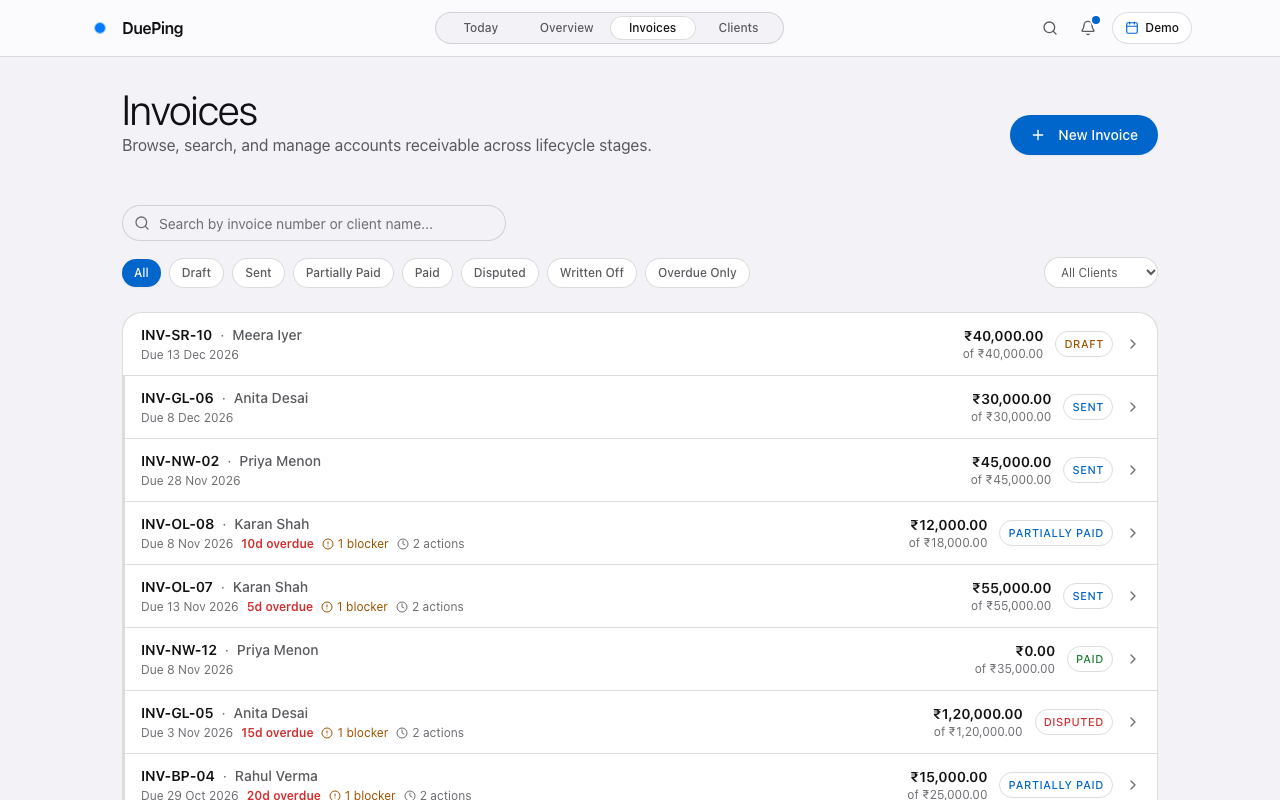 DuePing Today Overview Invoices Clients Demo
Invoices
Browse, search, and manage accounts receivable across lifecycle stages.
New Invoice
Search by invoice number or client name...
All Draft Sent Partially Paid Paid Disputed Written Off Overdue Only All Clients
INV-SR-10 · Meera Iyer ₹40,000.00 DRAFT
Due 13 Dec 2026 of ₹40,000.00
INV-GL-06 · Anita Desai ₹30,000.00 SENT
Due 8 Dec 2026 of ₹30,000.00
INV-NW-02 · Priya Menon ₹45,000.00 SENT
Due 28 Nov 2026 of ₹45,000.00
INV-OL-08 · Karan Shah ₹12,000.00 PARTIALLY PAID
Due 8 Nov 2026 10d overdue 1 blocker 2 actions of ₹18,000.00
INV-OL-07 · Karan Shah ₹55,000.00 SENT
Due 13 Nov 2026 5d overdue 1 blocker 2 actions of ₹55,000.00
INV-NW-12 · Priya Menon ₹0.00 PAID
Due 8 Nov 2026 of ₹35,000.00
INV-GL-05 · Anita Desai ₹1,20,000.00 DISPUTED
Due 3 Nov 2026 15d overdue 1 blocker 2 actions of ₹1,20,000.00
INV-BP-04 · Rahul Verma ₹15,000.00 PARTIALLY PAID
Due 29 Oct 2026 20d overdue 1 blocker 2 actions of ₹25,000.00